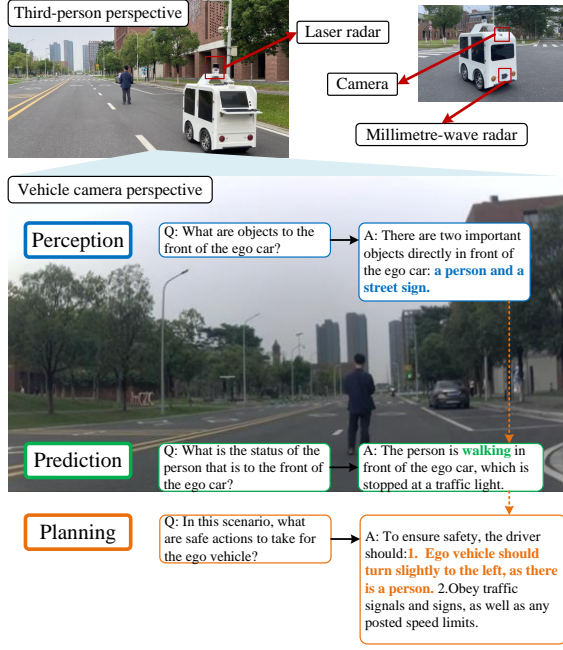 Third-person perspective
Laser radar
Camera
Millimetre-wave radar
Vehicle camera perspective
Perception
Q: What are objects to the
front of the ego car?
A: There are two important
objects directly in front of
the ego car: a person and a
street sign.
Prediction
Q: What is the status of the
person that is to the front of
the ego car?
A: The person is walking in
front of the ego car, which is
stopped at a traffic light.
Planning
Q: In this scenario, what
are safe actions to take for
the ego vehicle?
A: To ensure safety, the driver
should:1. Ego vehicle should
turn slightly to the left, as there
is a person. 2.Obey traffic
signals and signs, as well as any
posted speed limits.